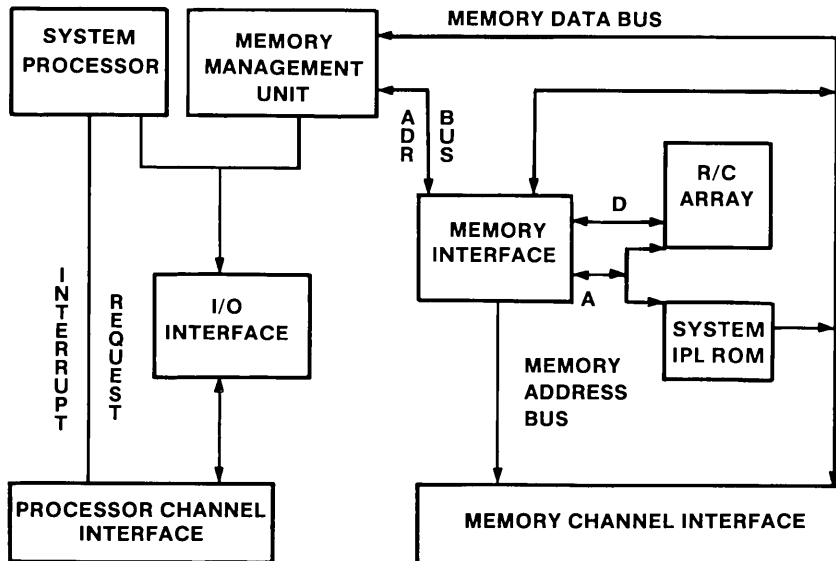 MEMORY DATA BUS
SYSTEM
PROCESSOR
MEMORY
MANAGEMENT
UNIT
ADR
BUS
R/C
ARRAY
D
MEMORY
INTERFACE
A
INTERRUPT
REQUEST
I/O
INTERFACE
SYSTEM
IPL ROM
MEMORY
ADDRESS
BUS
PROCESSOR CHANNEL
INTERFACE
MEMORY CHANNEL INTERFACE